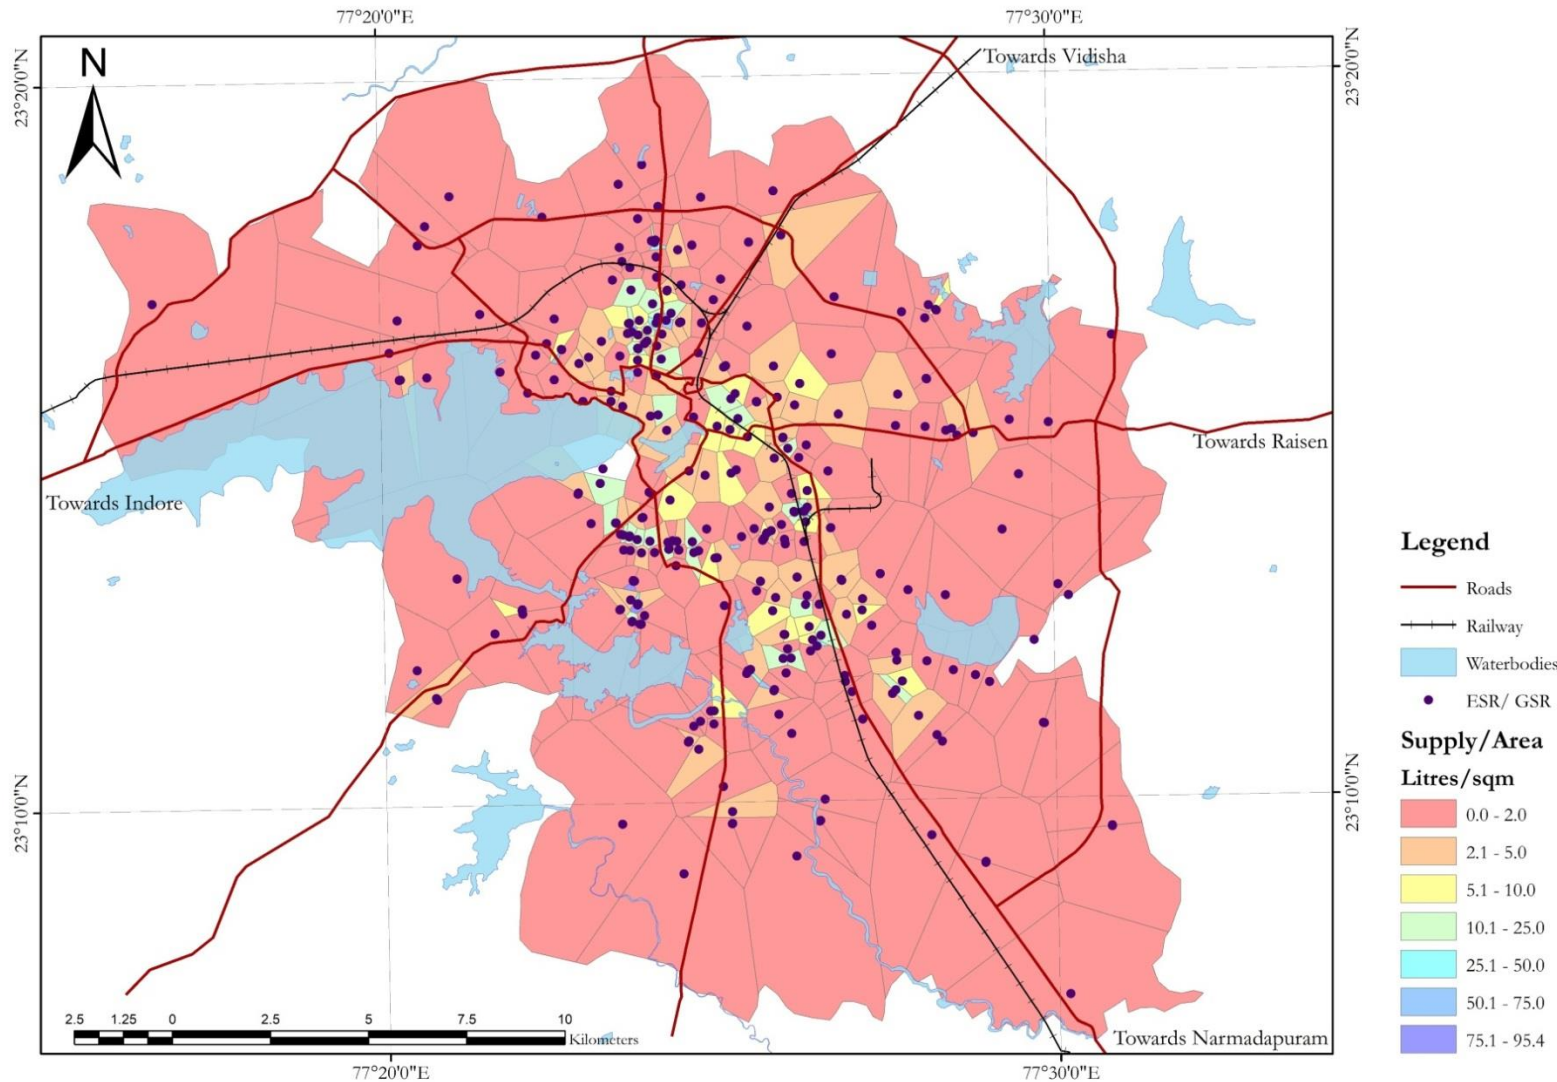 77°20'0"E 77°30'0"E
23°20'0"N
23°20'0"N
N
Towards Vidisha
Towards Raisen
Towards Indore
23°10'0"N
23°10'0"N
Towards Narmadapuram
2.5 1.25 0 2.5 5 7.5 10
Kilometers
77°20'0"E 77°30'0"E
Legend
Roads
Railway
Waterbodies
ESR/ GSR
Supply/Area
Litres/sqm
0.0 - 2.0
2.1 - 5.0
5.1 - 10.0
10.1 - 25.0
25.1 - 50.0
50.1 - 75.0
75.1 - 95.4